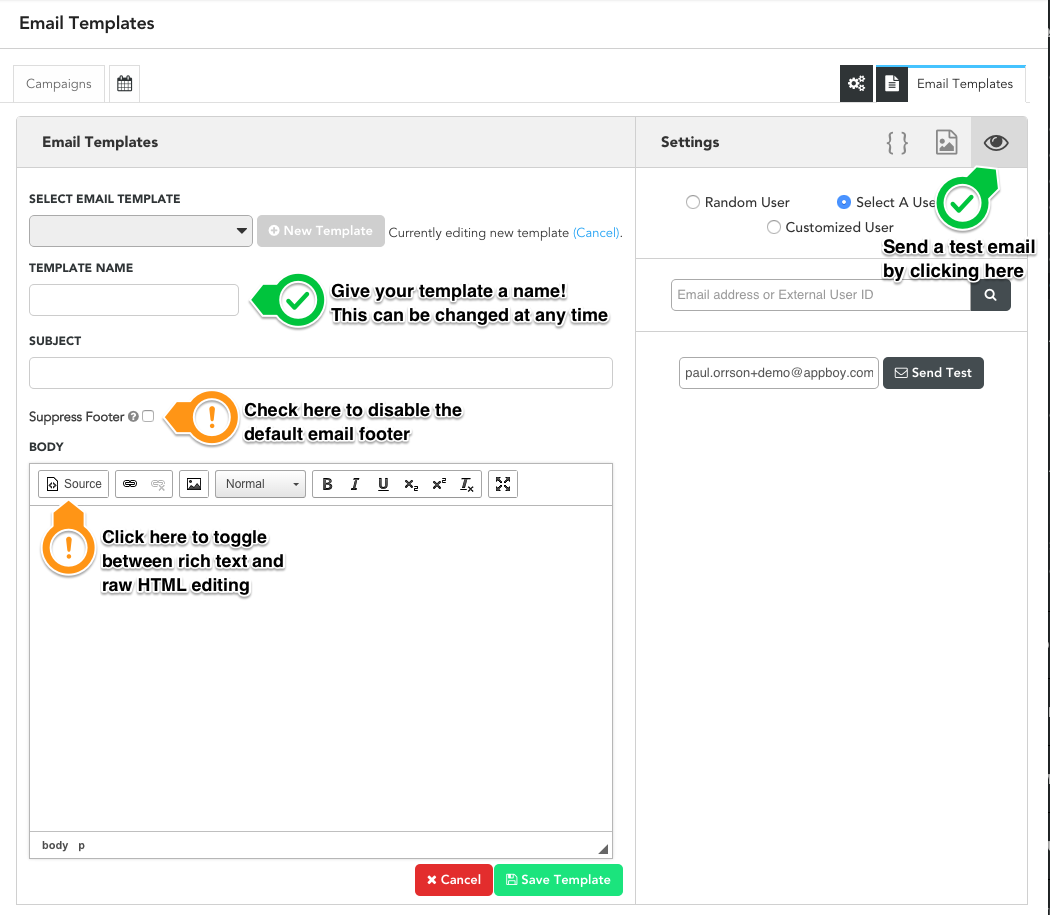 Email Templates
Campaigns
Email Templates
Email Templates
Settings
{ }
SELECT EMAIL TEMPLATE
New Template
Currently editing new template (Cancel).
TEMPLATE NAME
Give your template a name!
This can be changed at any time
SUBJECT
Suppress Footer ?
Check here to disable the
default email footer
BODY
Source
Normal
B I U x₂ x² Tx
Click here to toggle
between rich text and
raw HTML editing
body p
Cancel
Save Template
Random User
Select A Use
Customized User
Send a test email
by clicking here
Email address or External User ID
paul.orrson+demo@appboy.com
Send Test